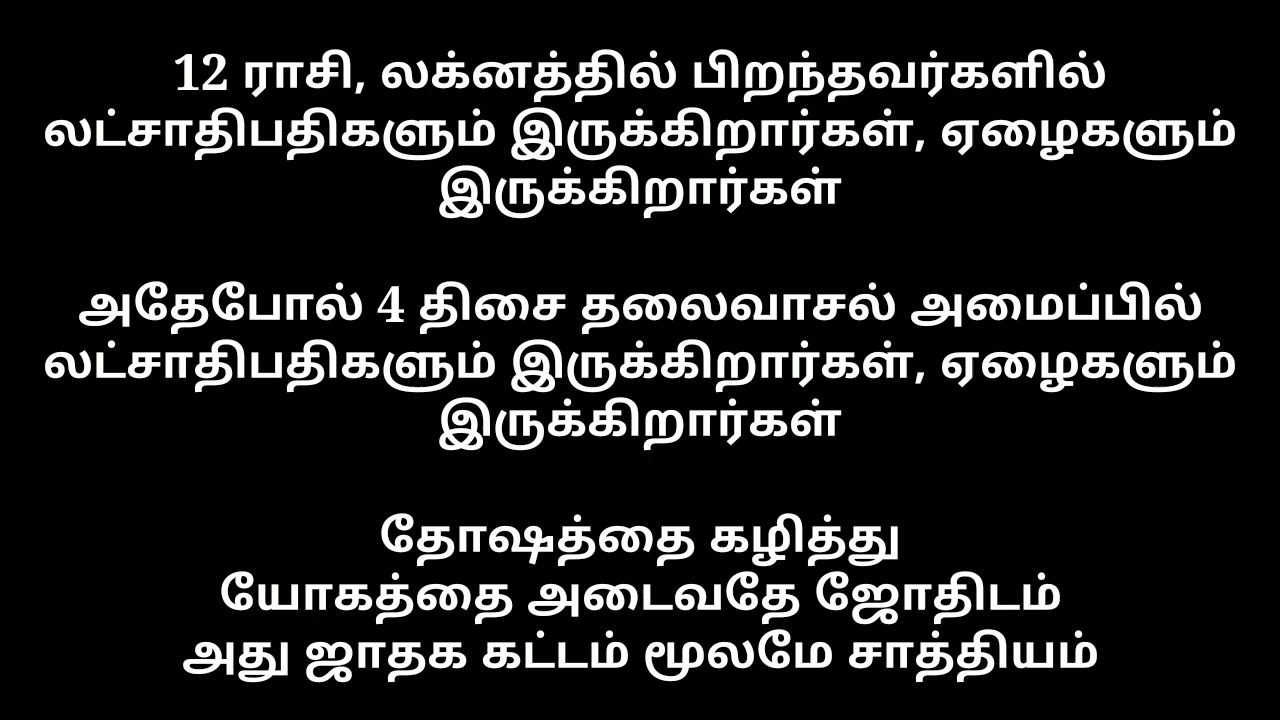 12 ராசி, லக்னத்தில் பிறந்தவர்களில்
லட்சாதிபதிகளும் இருக்கிறார்கள், ஏழைகளும்
இருக்கிறார்கள்
அதேபோல் 4 திசை தலைவாசல் அமைப்பில்
லட்சாதிபதிகளும் இருக்கிறார்கள், ஏழைகளும்
இருக்கிறார்கள்
தோஷத்தை கழித்து
யோகத்தை அடைவதே ஜோதிடம்
அது ஜாதக கட்டம் மூலமே சாத்தியம்